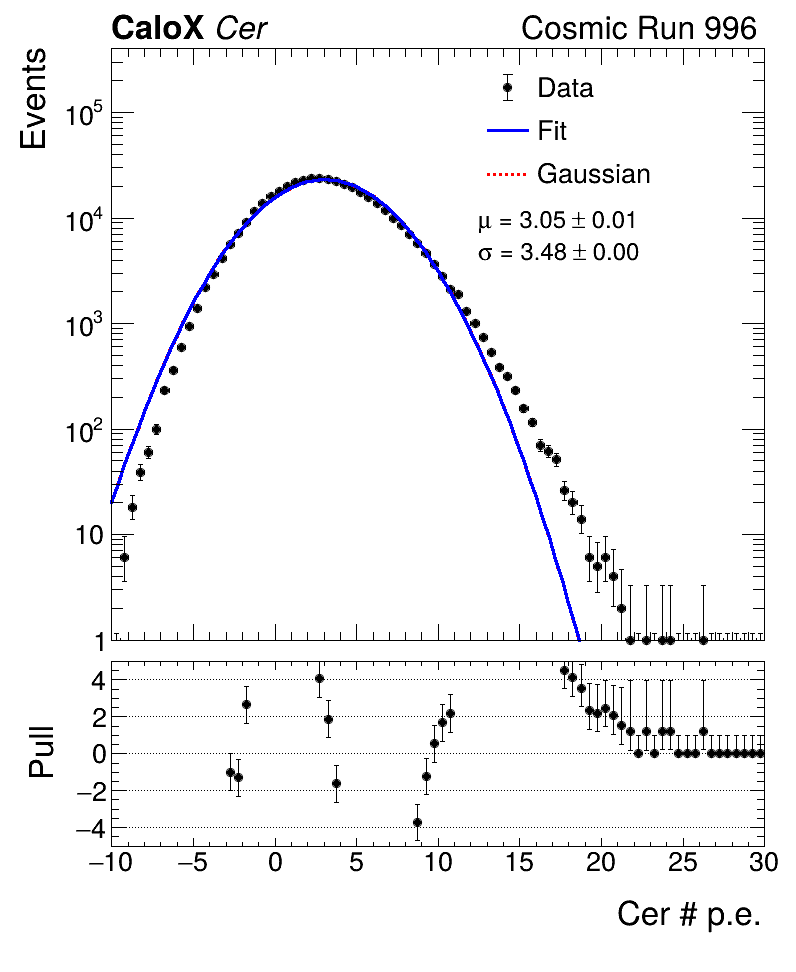 CaloX Cer Cosmic Run 996
Events
10⁵
10⁴
10³
10²
10
1
Data
Fit
Gaussian
μ = 3.05 ± 0.01
σ = 3.48 ± 0.00
Pull
4
2
0
−2
−4
−10 −5 0 5 10 15 20 25 30
Cer # p.e.